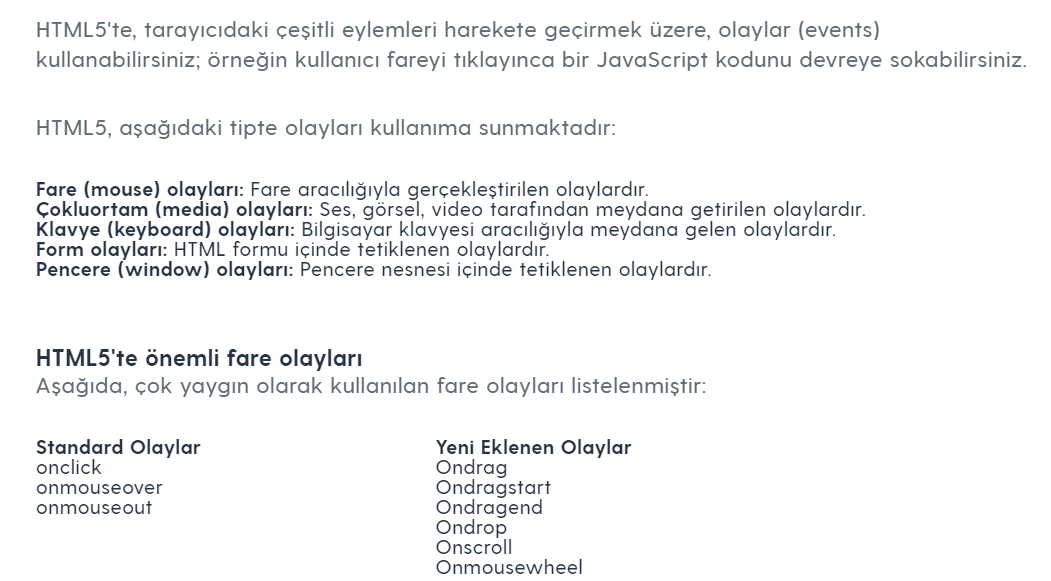 HTML5'te, tarayıcıdaki çeşitli eylemleri harekete geçirmek üzere, olaylar (events)
kullanabilirsiniz; örneğin kullanıcı fareyi tıklayınca bir JavaScript kodunu devreye sokabilirsiniz.
HTML5, aşağıdaki tipte olayları kullanıma sunmaktadır:
Fare (mouse) olayları: Fare aracılığıyla gerçekleştirilen olaylardır.
Çokluortam (media) olayları: Ses, görsel, video tarafından meydana getirilen olaylardır.
Klavye (keyboard) olayları: Bilgisayar klavyesi aracılığıyla meydana gelen olaylardır.
Form olayları: HTML formu içinde tetiklenen olaylardır.
Pencere (window) olayları: Pencere nesnesi içinde tetiklenen olaylardır.
HTML5'te önemli fare olayları
Aşağıda, çok yaygın olarak kullanılan fare olayları listelenmiştir:
Standard Olaylar
onclick
onmouseover
onmouseout
Yeni Eklenen Olaylar
Ondrag
Ondragstart
Ondragend
Ondrop
Onscroll
Onmousewheel